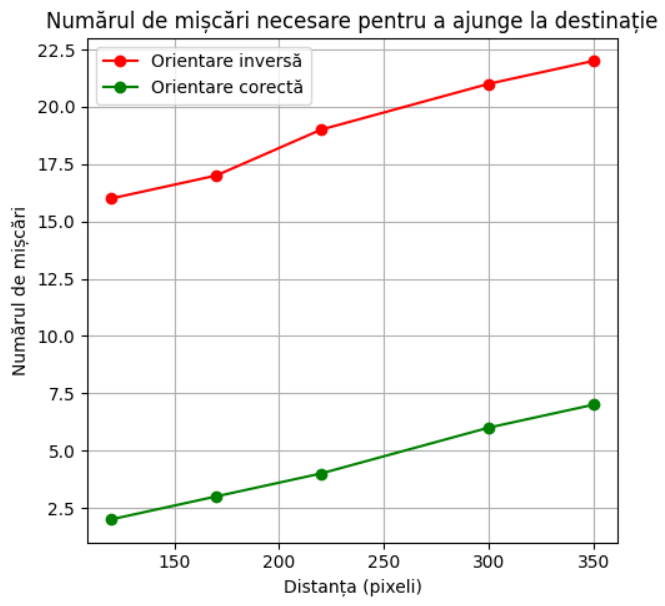 Numărul de mișcări necesare pentru a ajunge la destinație
Orientare inversă
Orientare corectă
22.5
20.0
17.5
15.0
12.5
10.0
7.5
5.0
2.5
Numărul de mișcări
150
200
250
300
350
Distanța (pixeli)